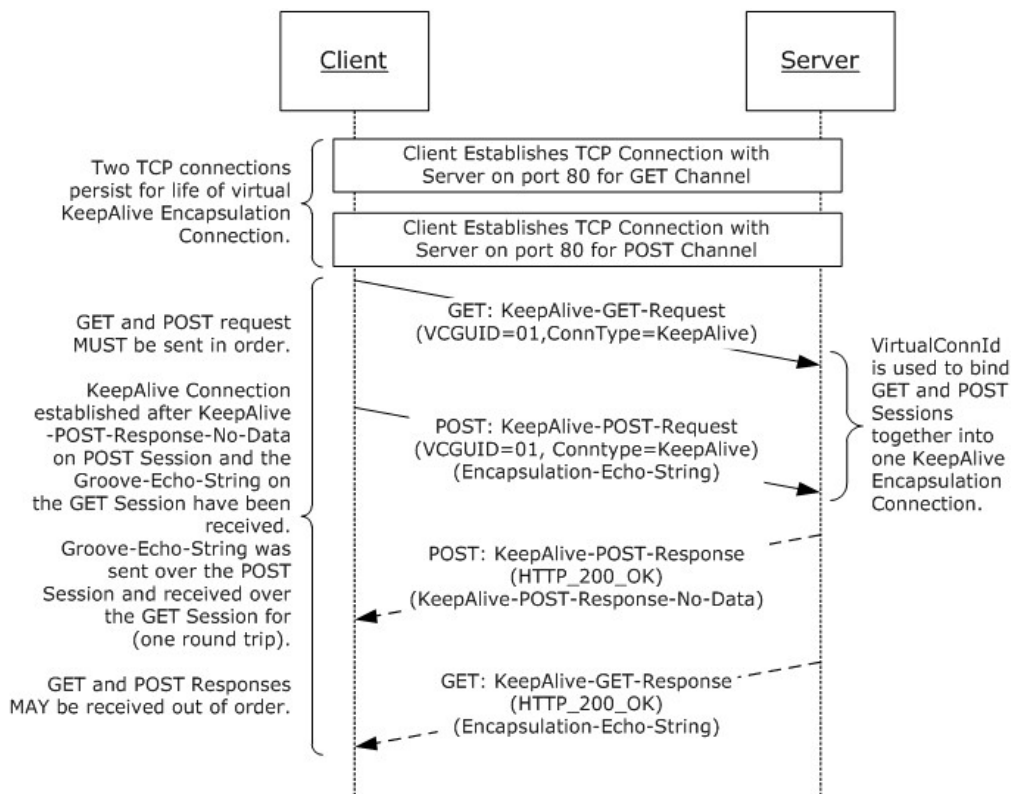 Client
Server
Client Establishes TCP Connection with
Server on port 80 for GET Channel
Two TCP connections
persist for life of virtual
KeepAlive Encapsulation
Connection.
Client Establishes TCP Connection with
Server on port 80 for POST Channel
GET: KeepAlive-GET-Request
(VCGUID=01,ConnType=KeepAlive)
GET and POST request
MUST be sent in order.
VirtualConnId
is used to bind
GET and POST
Sessions
together into
one KeepAlive
Encapsulation
Connection.
KeepAlive Connection
established after KeepAlive
-POST-Response-No-Data
on POST Session and the
Groove-Echo-String on
the GET Session have been
received.
Groove-Echo-String was
sent over the POST
Session and received over
the GET Session for
(one round trip).
POST: KeepAlive-POST-Request
(VCGUID=01, Conntype=KeepAlive)
(Encapsulation-Echo-String)
POST: KeepAlive-POST-Response
(HTTP_200_OK)
(KeepAlive-POST-Response-No-Data)
GET and POST Responses
MAY be received out of order.
GET: KeepAlive-GET-Response
(HTTP_200_OK)
(Encapsulation-Echo-String)